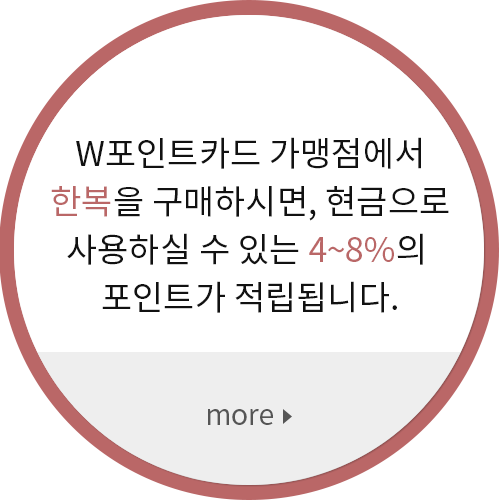 W포인트카드 가맹점에서
한복을 구매하시면, 현금으로
사용하실 수 있는 4~8%의
포인트가 적립됩니다.
more